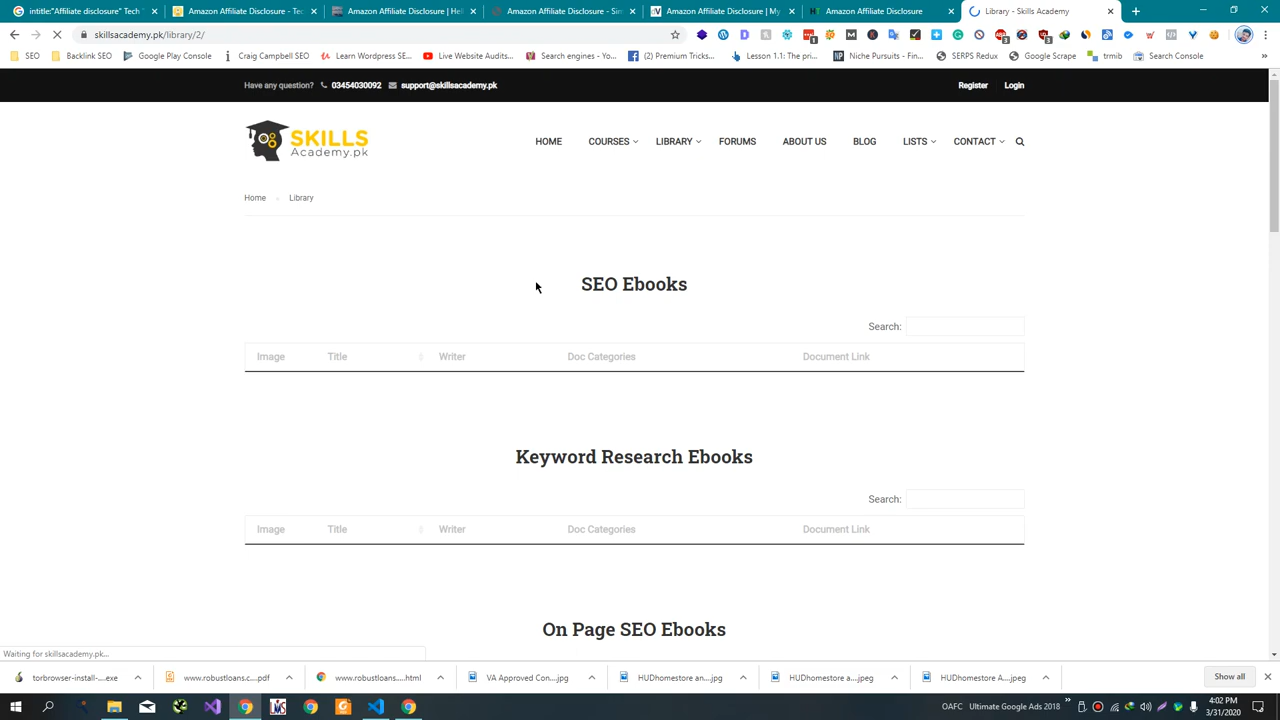 intitle:"Affiliate disclosure" Tech
Amazon Affiliate Disclosure - Tec
Amazon Affiliate Disclosure | Hel
Amazon Affiliate Disclosure - Sim
Amazon Affiliate Disclosure | My
Amazon Affiliate Disclosure
Library - Skills Academy
skillsacademy.pk/library/2/
SEO
Backlink SEO
Google Play Console
Craig Campbell SEO
Learn Wordpress SE...
Live Website Audits...
Search engines - Yo...
(2) Premium Tricks...
Lesson 1.1: The pri...
Niche Pursuits - Fin...
SERPS Redux
Google Scrape
trmib
Search Console
Have any question?
03454030092
support@skillsacademy.pk
Register
Login
SKILLS
Academy.pk
HOME
COURSES
LIBRARY
FORUMS
ABOUT US
BLOG
LISTS
CONTACT
Home
Library
SEO Ebooks
Search:
Image Title Writer Doc Categories Document Link
Keyword Research Ebooks
Search:
Image Title Writer Doc Categories Document Link
On Page SEO Ebooks
Waiting for skillsacademy.pk...
torbrowser-install-....exe
www.robustloans.c....pdf
www.robustloans.....html
VA Approved Con....jpg
HUDhomestore an....jpg
HUDhomestore a....jpeg
HUDhomestore A....jpeg
Show all
OAFC
Ultimate Google Ads 2018
4:02 PM
3/31/2020